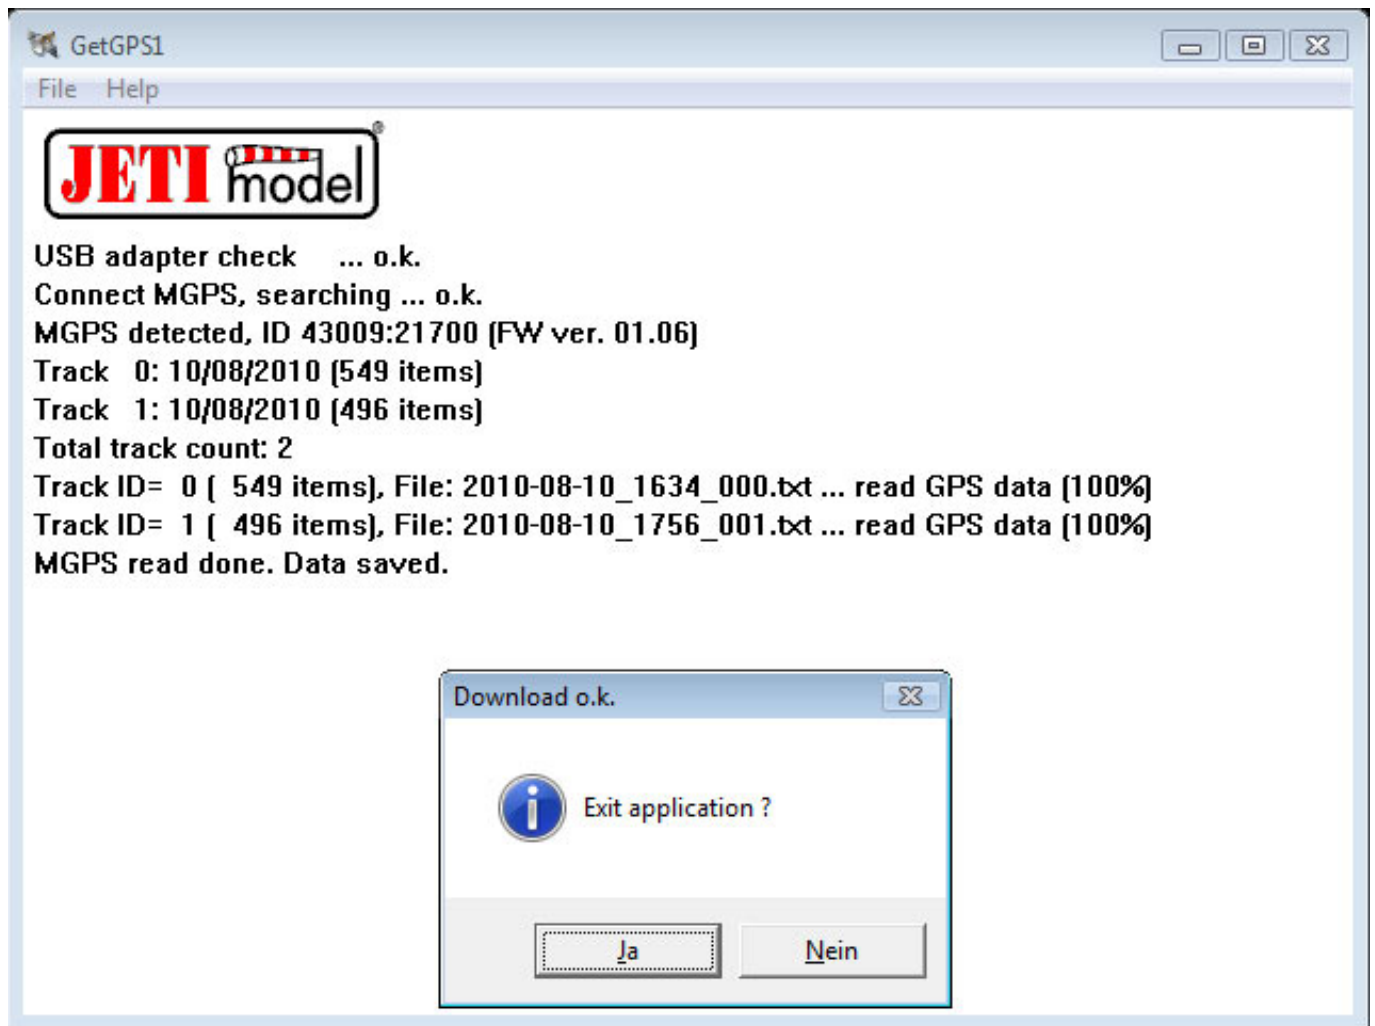 GetGPS1
File Help
JETI model®
USB adapter check ... o.k.
Connect MGPS, searching ... o.k.
MGPS detected, ID 43009:21700 (FW ver. 01.06)
Track 0: 10/08/2010 (549 items)
Track 1: 10/08/2010 (496 items)
Total track count: 2
Track ID= 0 ( 549 items), File: 2010-08-10_1634_000.txt ... read GPS data (100%)
Track ID= 1 ( 496 items), File: 2010-08-10_1756_001.txt ... read GPS data (100%)
MGPS read done. Data saved.
Download o.k.
Exit application ?
Ja Nein